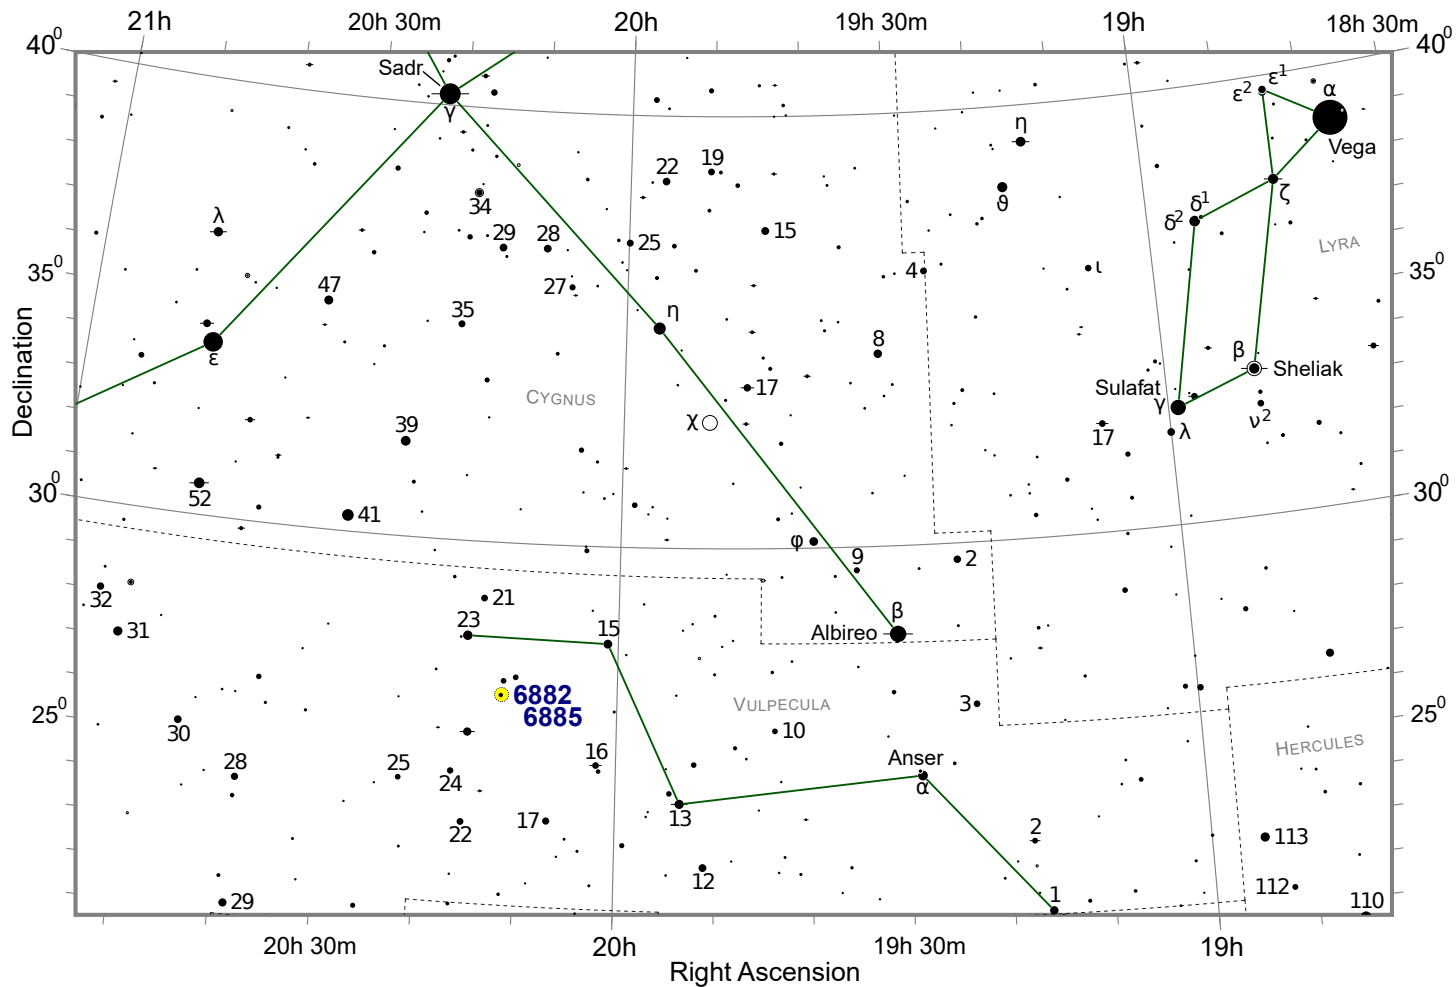 21h 20h 30m 20h 19h 30m 19h 18h 30m
40⁰ 40⁰
Sadr
γ
ε² ε¹ α
Vega
η
ζ
22 19
34
ϑ
λ
29 28 25 15
δ² δ¹
LYRA
35⁰ 4 ι 35⁰
47 27
35 η
8
ε
β Sheliak
Sulafat
γ
CYGNUS
17
χ
39
17 λ ν²
30⁰ 52 30⁰
41
φ 9 2
32 21
31 23 15 β
Albireo
6882
6885
VULPECULA
3
25⁰ 25⁰
30 10
HERCULES
28 25 24 16 Anser
α
22 17 13 2 113
12 112
29 1 110
20h 30m 20h 19h 30m 19h
Right Ascension
Declination